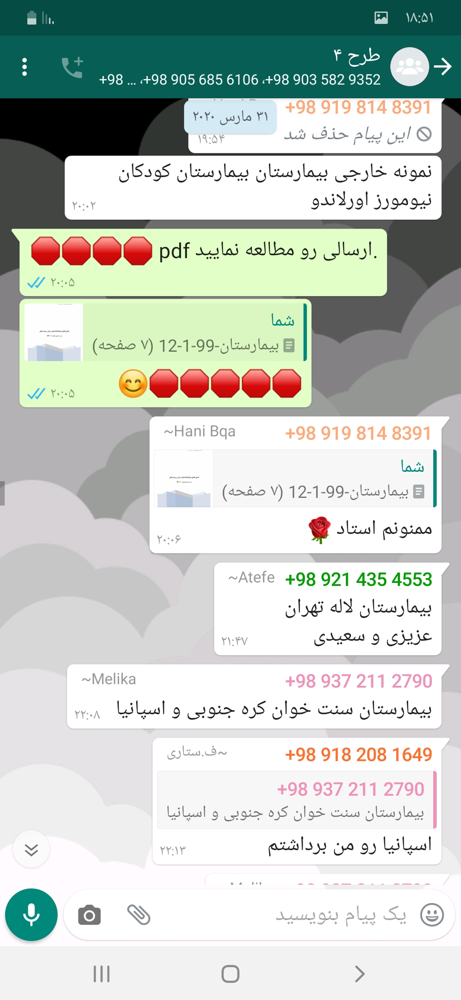 ۱۸:۵۱
طرح ۴
+98 903 582 9352، +98 905 685 6106، ... +98
+98 919 814 8391
۳۱ مارس ۲۰۲۰
این پیام حذف شد
۱۹:۵۴
نمونه خارجی بیمارستان بیمارستان کودکان
نیومورز اورلاندو
۲۰:۰۲
.ارسالی رو مطالعه نمایید pdf 🛑🛑🛑🛑
۲۰:۰۵
شما
بیمارستان-99-1-12 (۷ صفحه)
🛑🛑🛑🛑🛑😊
۲۰:۰۵
+98 919 814 8391 ~Hani Bqa
شما
بیمارستان-99-1-12 (۷ صفحه)
ممنونم استاد🌹
۲۰:۰۶
+98 921 435 4553 ~Atefe
بیمارستان لاله تهران
عزیزی و سعیدی
۲۱:۴۷
+98 937 211 2790 ~Melika
بیمارستان سنت خوان کره جنوبی و اسپانیا
۲۲:۰۸
+98 918 208 1649 ~ف.ستاری
+98 937 211 2790
بیمارستان سنت خوان کره جنوبی و اسپانیا
اسپانیا رو من برداشتم
۲۲:۱۳
یک پیام بنویسید